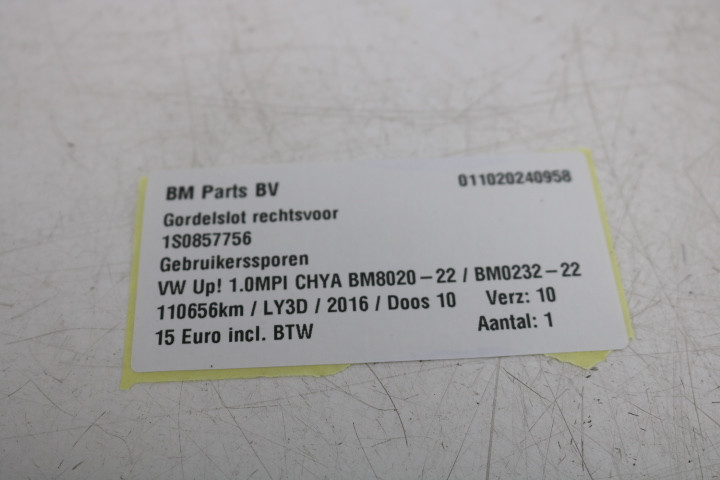 BM Parts BV 011020240958
Gordelslot rechtsvoor
1S0857756
Gebruikerssporen
VW Up! 1.0MPI CHYA BM8020-22 / BM0232-22
110656km / LY3D / 2016 / Doos 10 Verz: 10
15 Euro incl. BTW Aantal: 1